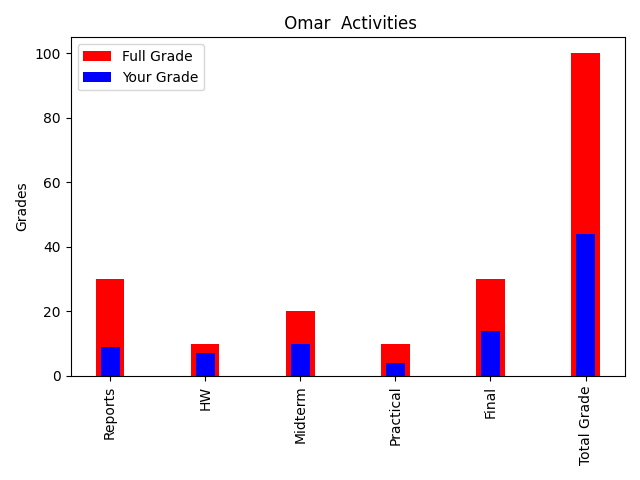 Omar  Activities
Full Grade
Your Grade
Grades
100
80
60
40
20
0
Reports
HW
Midterm
Practical
Final
Total Grade